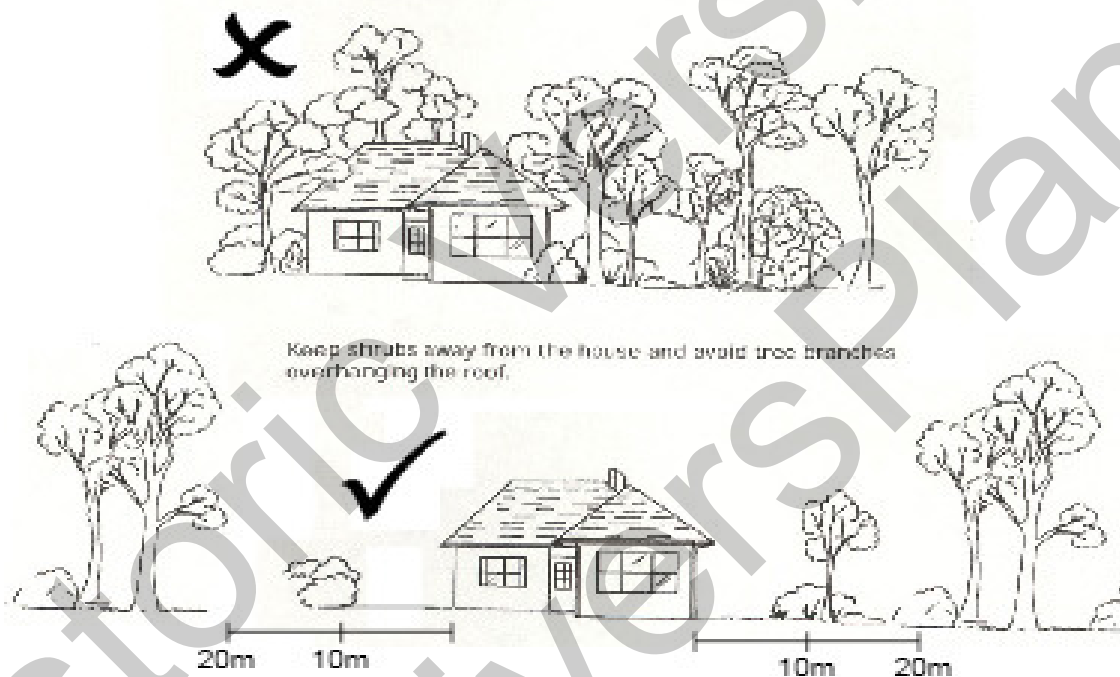 Keep shrubs away from the house and avoid tree branches
overhanging the roof.
20m 10m
10m 20m